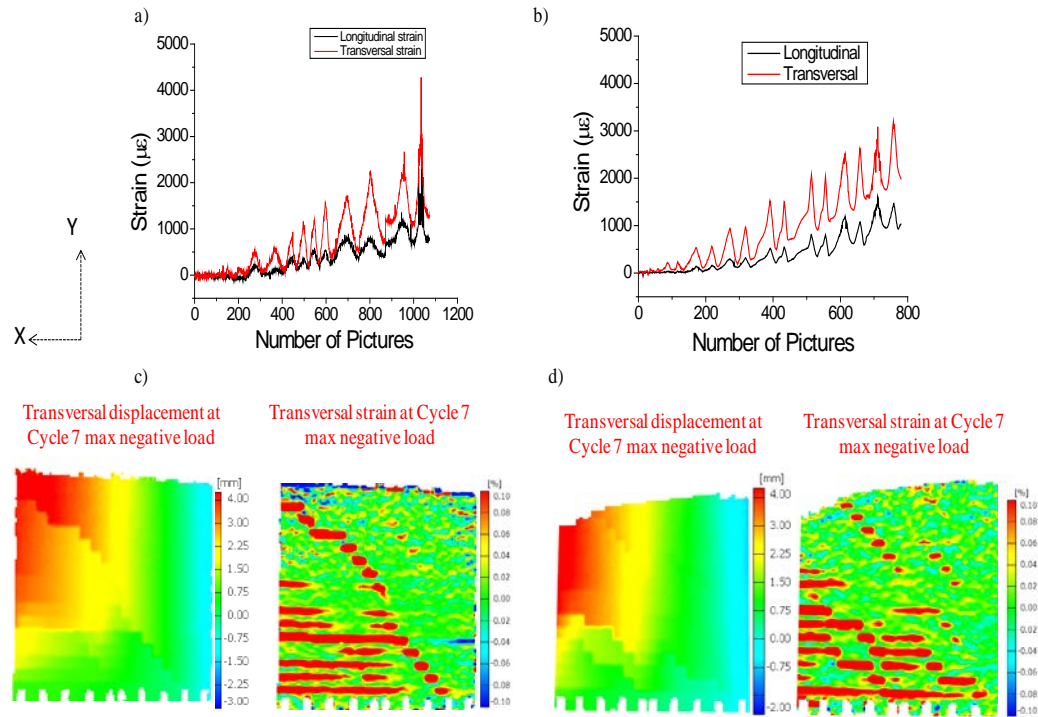 a)
5000
4000
3000
2000
1000
0
0 200 400 600 800 1000 1200
Strain (με)
Number of Pictures
Longitudinal strain
Transversal strain
b)
5000
4000
3000
2000
1000
0
0 200 400 600 800
Strain (με)
Number of Pictures
Longitudinal
Transversal
Y
X
c)
Transversal displacement at
Cycle 7 max negative load
[mm]
4.00
3.00
2.25
1.50
0.75
0.00
-0.75
-1.50
-2.25
-3.00
Transversal strain at Cycle 7
max negative load
[%]
0.10
0.08
0.06
0.04
0.02
0.00
0.02
0.04
0.06
0.08
0.10
d)
Transversal displacement at
Cycle 7 max negative load
[mm]
4.00
3.00
2.25
1.50
0.75
0.00
-0.75
-2.00
Transversal strain at Cycle 7
max negative load
[%]
0.10
0.08
0.06
0.04
0.02
0.00
-0.02
-0.04
-0.06
-0.08
-0.10